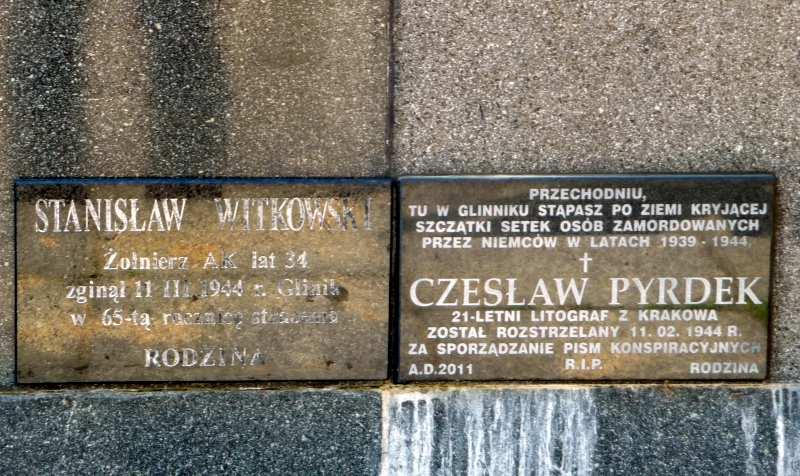 STANISŁAW WITKOWSKI
Żołnierz AK lat 34
zginął 11 III 1944 r. Glinik
w 65-tą rocznicę
RODZINA
PRZECHODNIU,
TU W GLINNIKU STĄPASZ PO ZIEMI KRYJĄCEJ
SZCZĄTKI SETEK OSÓB ZAMORDOWANYCH
PRZEZ NIEMCÓW W LATACH 1939 - 1944.
CZESŁAW PYRDEK
21-LETNI LITOGRAF Z KRAKOWA
ZOSTAŁ ROZSTRZELANY 11. 02. 1944 R.
ZA SPORZĄDZANIE PISM KONSPIRACYJNYCH
A.D.2011 R.I.P. RODZINA